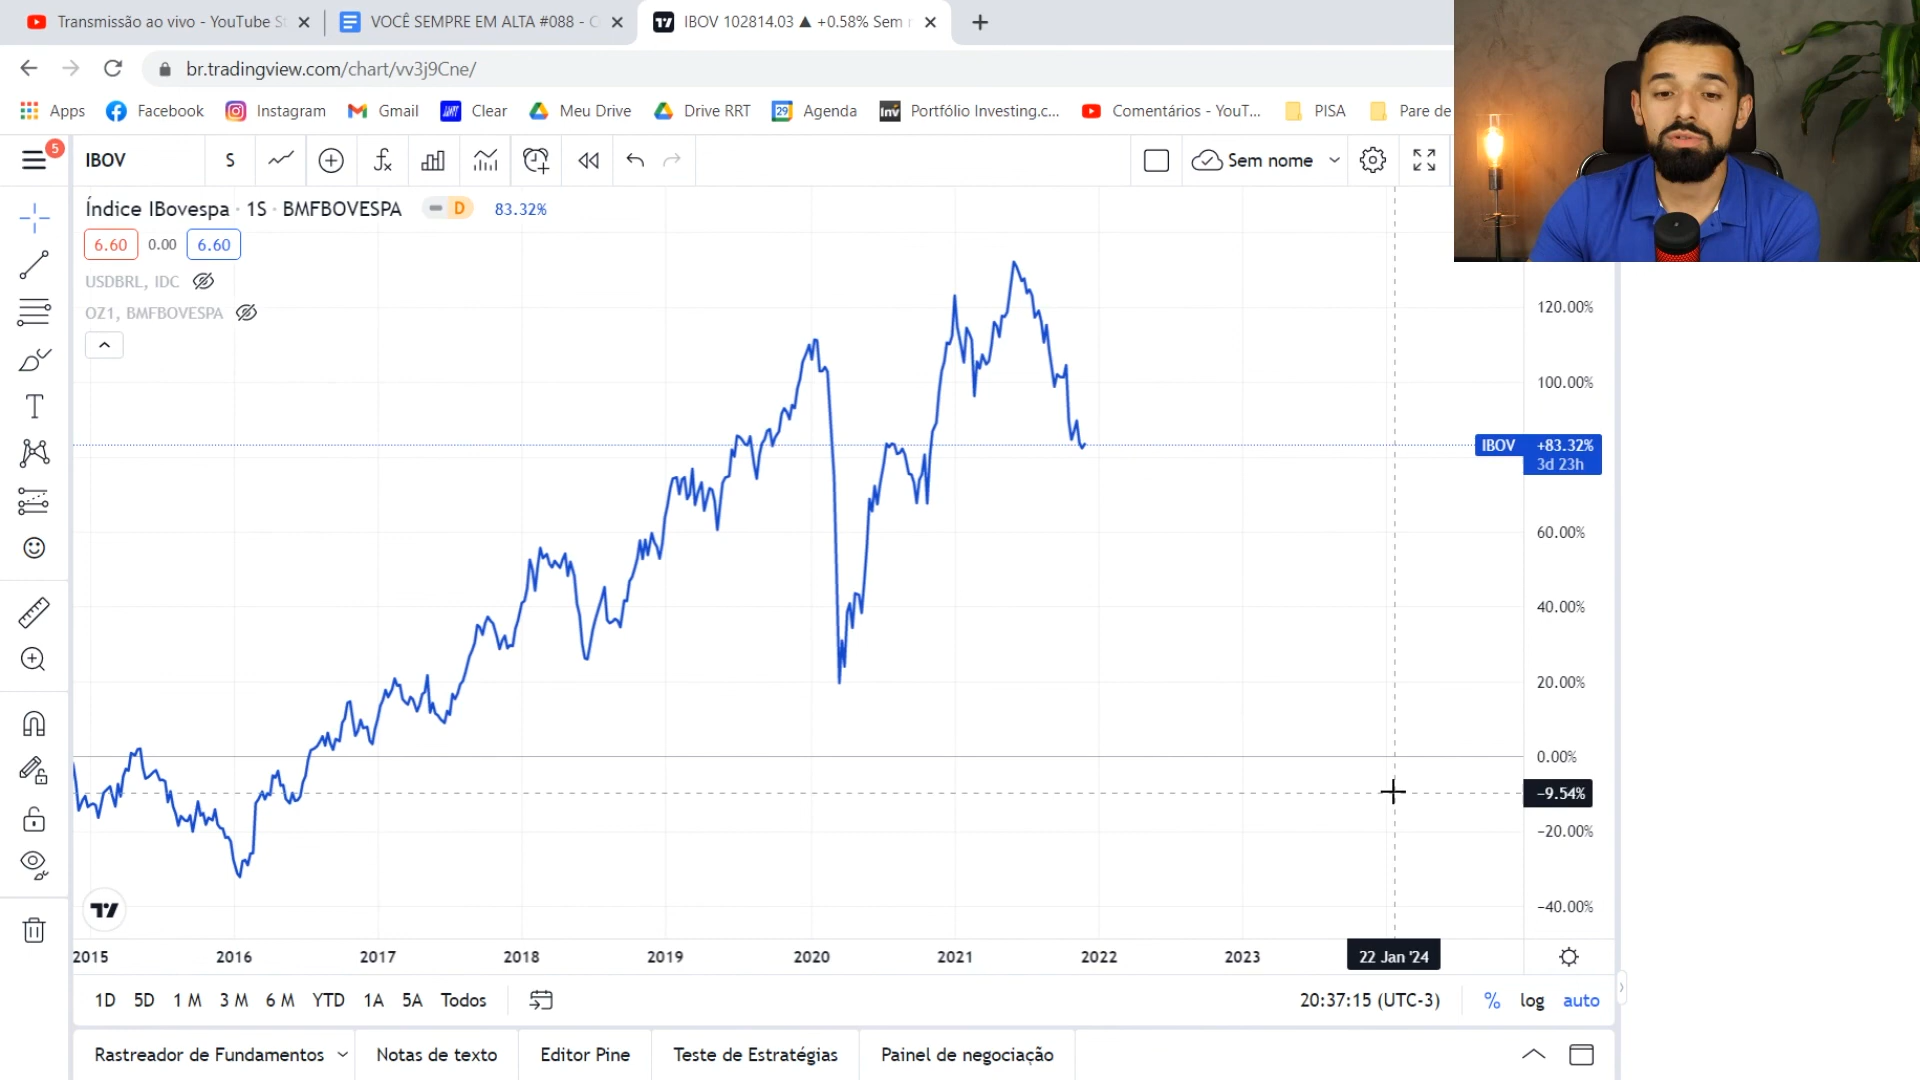 Transmissão ao vivo - YouTube S
VOCÊ SEMPRE EM ALTA #088 - C
IBOV 102814.03 ▲ +0.58% Sem n
br.tradingview.com/chart/vv3j9Cne/
Apps
Facebook
Instagram
Gmail
Clear
Meu Drive
Drive RRT
29
Agenda
Inv
Portfólio Investing.c...
Comentários - YouT...
PISA
Pare de
5
IBOV
S
Sem nome
Índice IBovespa · 1S · BMFBOVESPA
D
83.32%
6.60
0.00
6.60
USDBRL, IDC
OZ1, BMFBOVESPA
120.00%
100.00%
IBOV
+83.32%
3d 23h
60.00%
40.00%
20.00%
0.00%
−9.54%
−20.00%
−40.00%
2015
2016
2017
2018
2019
2020
2021
2022
2023
22 Jan '24
1D
5D
1 M
3 M
6 M
YTD
1A
5A
Todos
20:37:15 (UTC-3)
%
log
auto
Rastreador de Fundamentos
Notas de texto
Editor Pine
Teste de Estratégias
Painel de negociação